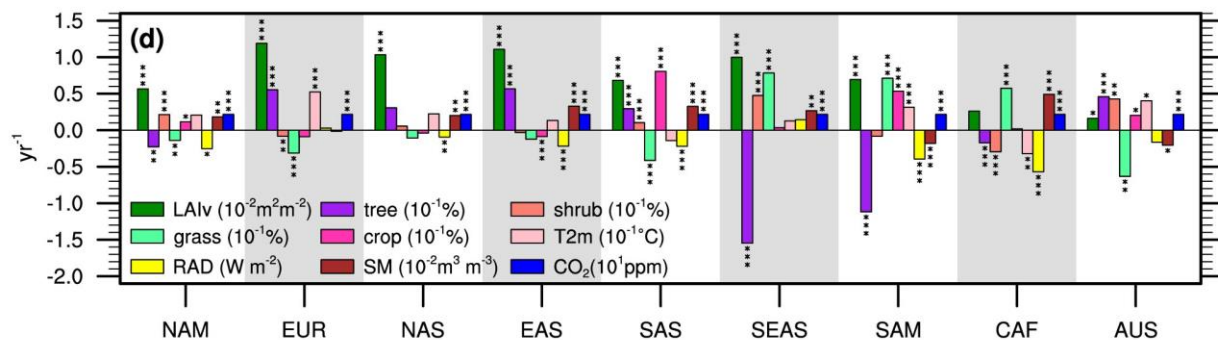 (d)
yr⁻¹
1.5
1.0
0.5
0.0
-0.5
-1.0
-1.5
-2.0
LAIv (10⁻²m²m⁻²) tree (10⁻¹%) shrub (10⁻¹%)
grass (10⁻¹%) crop (10⁻¹%) T2m (10⁻¹°C)
RAD (W m⁻²) SM (10⁻²m³ m⁻³) CO₂(10¹ppm)
NAM EUR NAS EAS SAS SEAS SAM CAF AUS